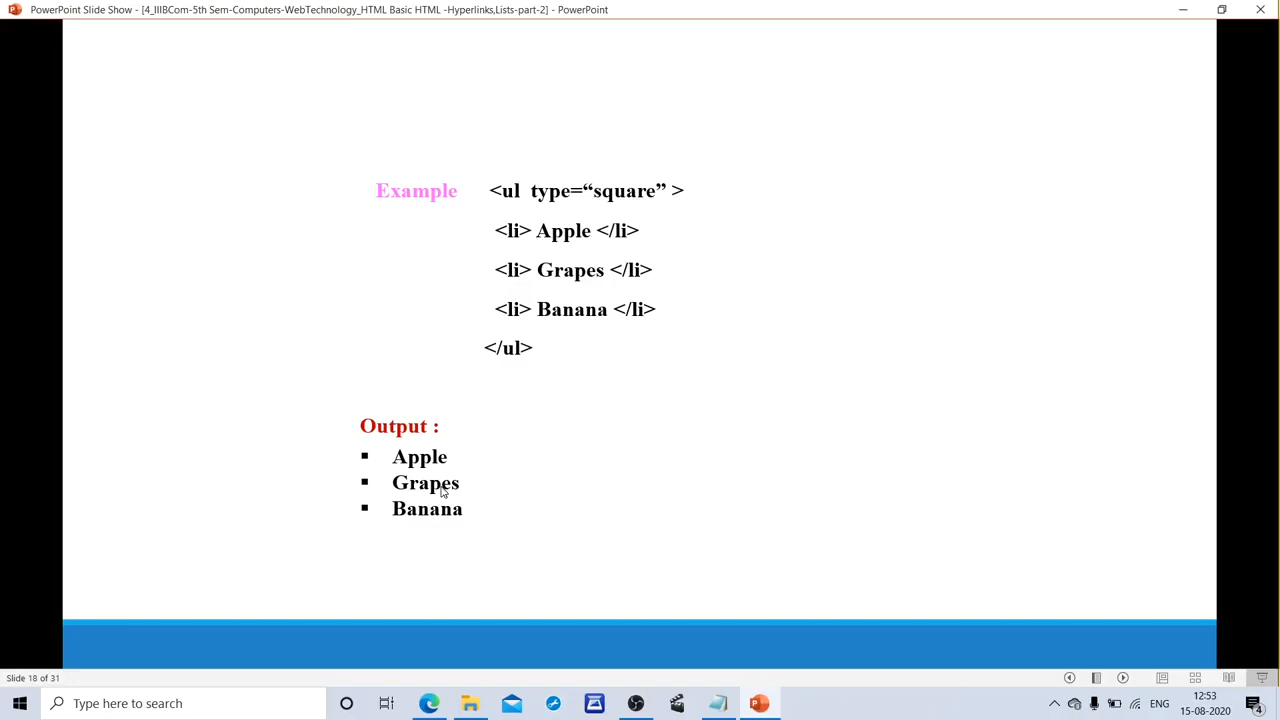 PowerPoint Slide Show - [4_IIIBCom-5th Sem-Computers-WebTechnology_HTML Basic HTML -Hyperlinks,Lists-part-2] - PowerPoint
Example <ul type=“square” >
<li> Apple </li>
<li> Grapes </li>
<li> Banana </li>
</ul>
Output :
▪ Apple
▪ Grapes
▪ Banana
Slide 18 of 31
Type here to search
ENG
12:53
15-08-2020
4